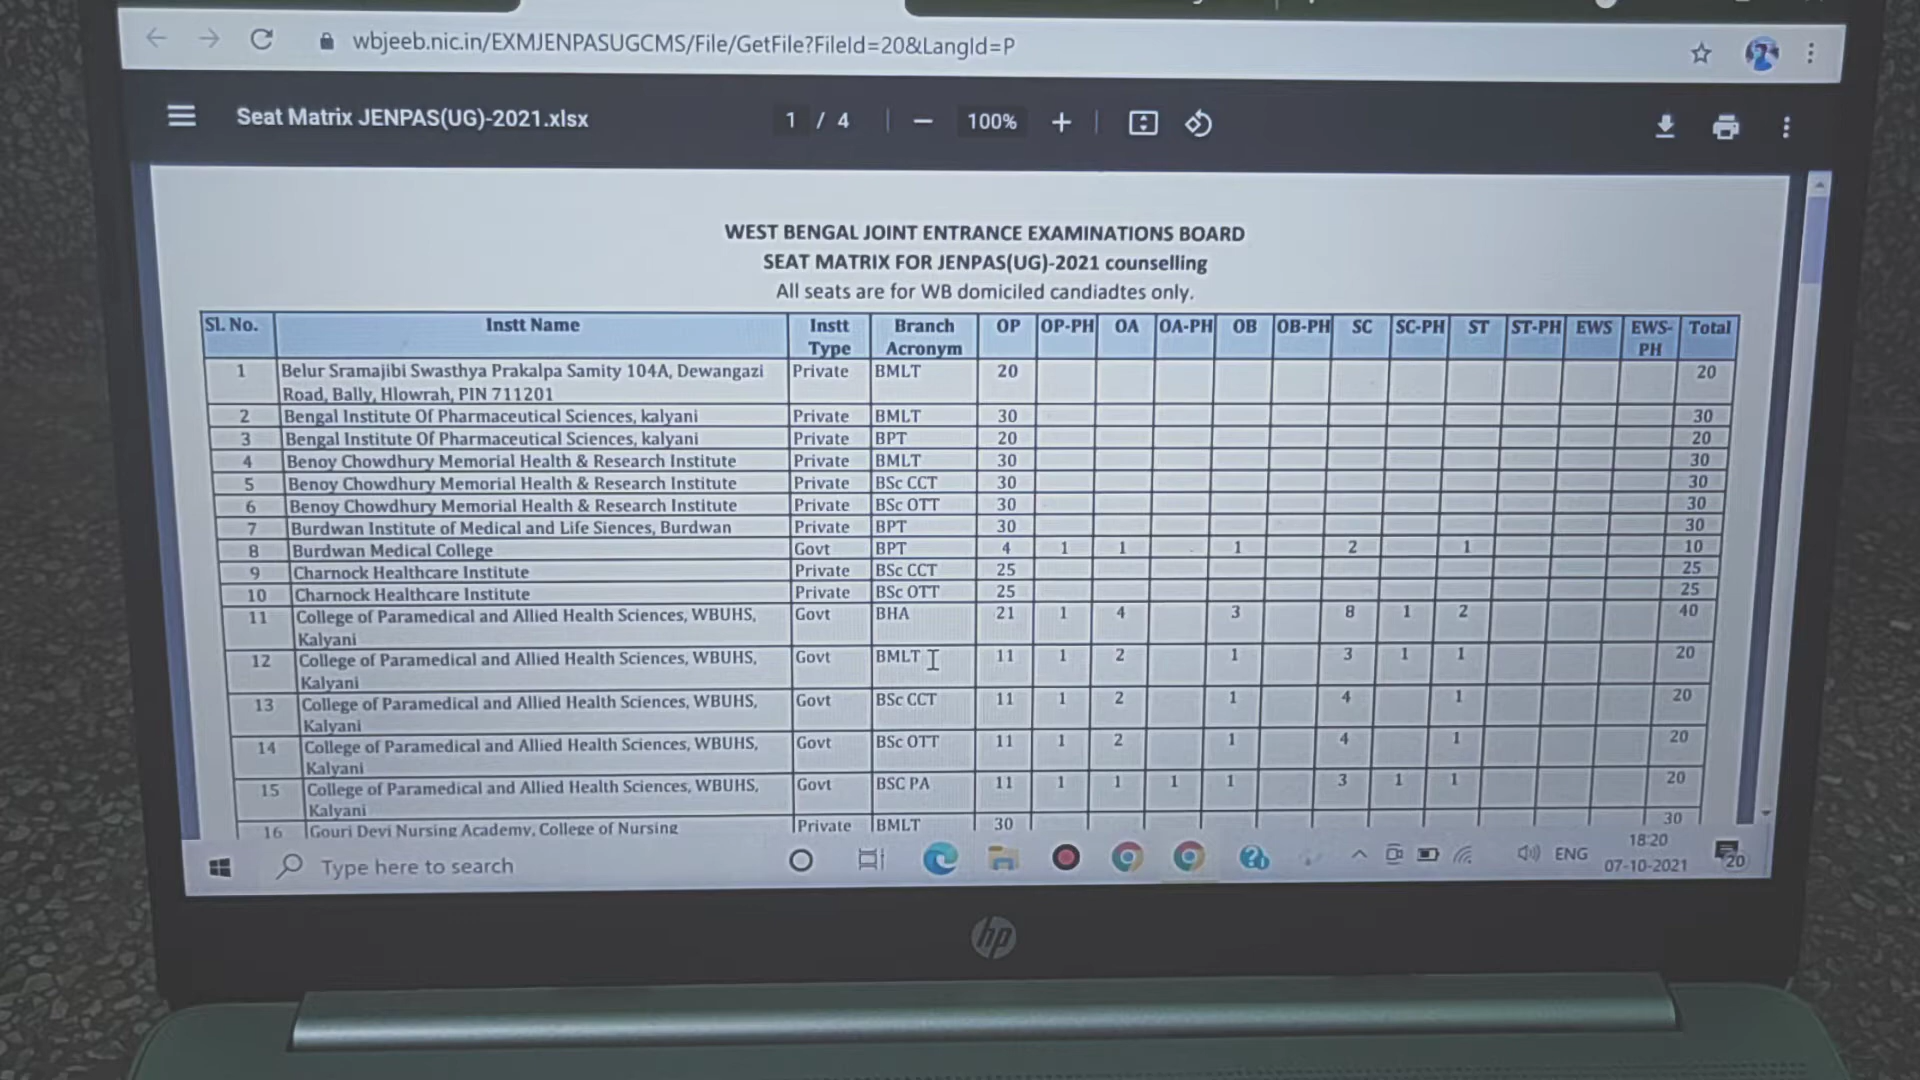 wbjeeb.nic.in/EXMJENPASUGCMS/File/GetFile?FileId=20&LangId=P
Seat Matrix JENPAS(UG)-2021.xlsx 1 / 4 100%
WEST BENGAL JOINT ENTRANCE EXAMINATIONS BOARD
SEAT MATRIX FOR JENPAS(UG)-2021 counselling
All seats are for WB domiciled candiadtes only.
Sl. No. Instt Name Instt Type Branch Acronym OP OP-PH OA OA-PH OB OB-PH SC SC-PH ST ST-PH EWS EWS-PH Total
1 Belur Sramajibi Swasthya Prakalpa Samity 104A, Dewangazi Private BMLT 20 20
Road, Bally, Hlowrah, PIN 711201
2 Bengal Institute Of Pharmaceutical Sciences, kalyani Private BMLT 30 30
3 Bengal Institute Of Pharmaceutical Sciences, kalyani Private BPT 20 20
4 Benoy Chowdhury Memorial Health & Research Institute Private BMLT 30 30
5 Benoy Chowdhury Memorial Health & Research Institute Private BSc CCT 30 30
6 Benoy Chowdhury Memorial Health & Research Institute Private BSc OTT 30 30
7 Burdwan Institute of Medical and Life Siences, Burdwan Private BPT 30 30
8 Burdwan Medical College Govt BPT 4 1 1 1 2 1 10
9 Charnock Healthcare Institute Private BSc CCT 25 25
10 Charnock Healthcare Institute Private BSc OTT 25 25
11 College of Paramedical and Allied Health Sciences, WBUHS, Govt BHA 21 1 4 3 8 1 2 40
Kalyani
12 College of Paramedical and Allied Health Sciences, WBUHS, Govt BMLT 11 1 2 1 3 1 1 20
Kalyani
13 College of Paramedical and Allied Health Sciences, WBUHS, Govt BSc CCT 11 1 2 1 4 1 20
Kalyani
14 College of Paramedical and Allied Health Sciences, WBUHS, Govt BSc OTT 11 1 2 1 4 1 20
Kalyani
15 College of Paramedical and Allied Health Sciences, WBUHS, Govt BSC PA 11 1 1 1 1 3 1 1 20
Kalyani
16 Gouri Devi Nursing Academy, College of Nursing Private BMLT 30 30
Type here to search ENG 18:20
07-10-2021 20
hp